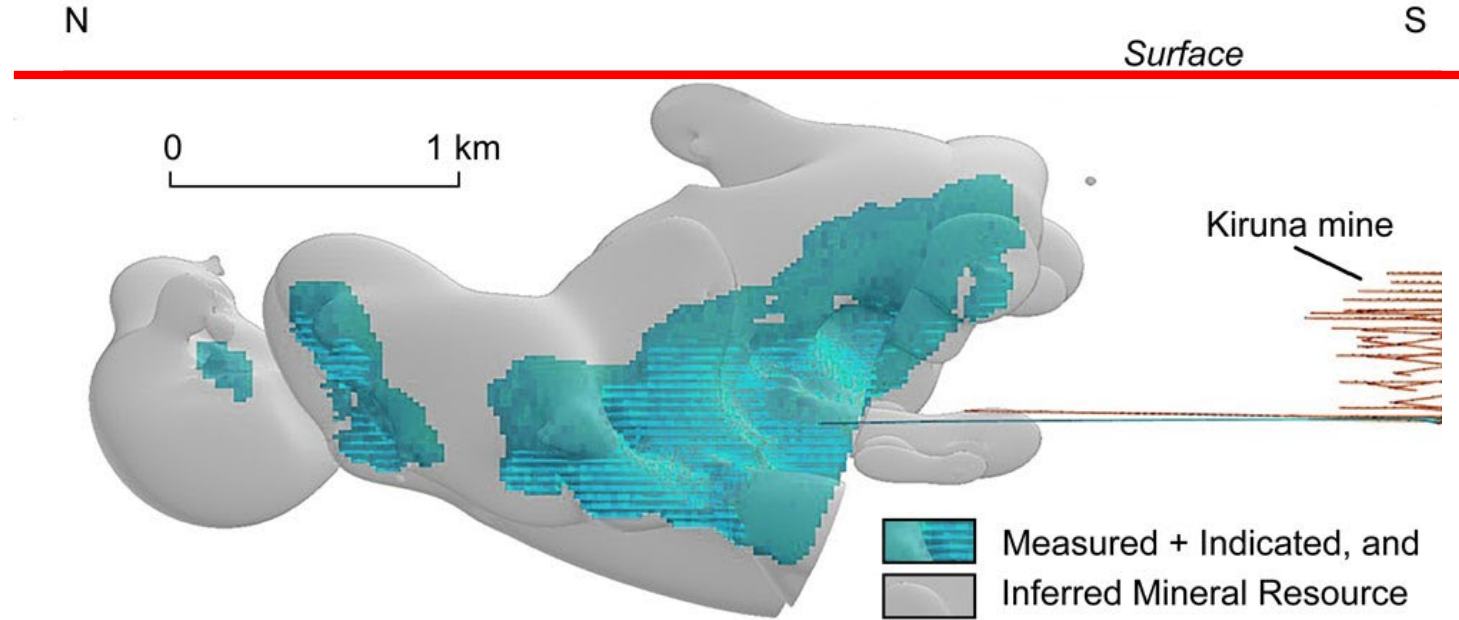 N
S
Surface
0
1 km
Kiruna mine
Measured + Indicated, and
Inferred Mineral Resource